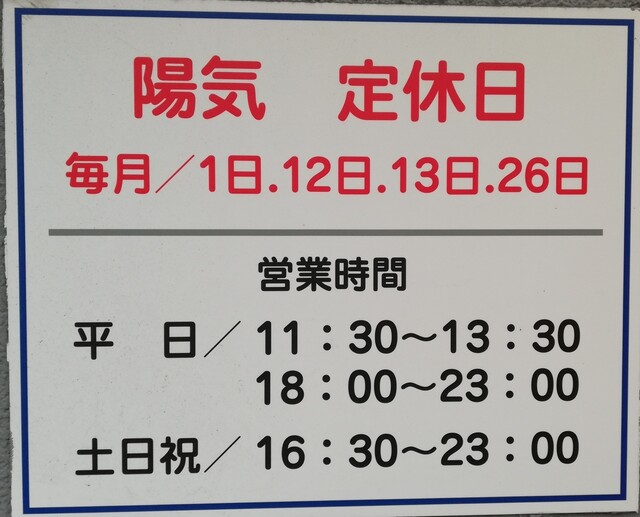 陽気　定休日
毎月／1日.12日.13日.26日
営業時間
平　日／11：30～13：30
18：00～23：00
土日祝／16：30～23：00